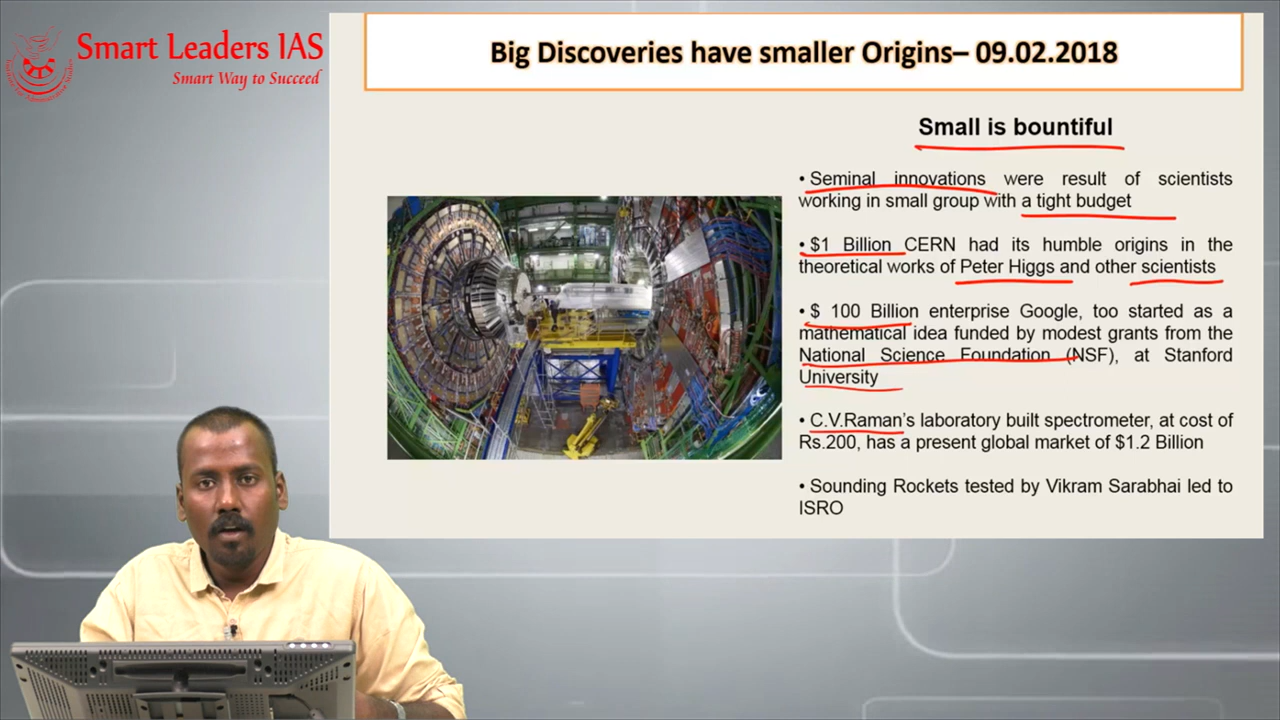 Smart Leaders IAS
Smart Way to Succeed
Big Discoveries have smaller Origins– 09.02.2018
Small is bountiful
• Seminal innovations were result of scientists
working in small group with a tight budget
• $1 Billion CERN had its humble origins in the
theoretical works of Peter Higgs and other scientists
• $ 100 Billion enterprise Google, too started as a
mathematical idea funded by modest grants from the
National Science Foundation (NSF), at Stanford
University
• C.V.Raman's laboratory built spectrometer, at cost of
Rs.200, has a present global market of $1.2 Billion
• Sounding Rockets tested by Vikram Sarabhai led to
ISRO